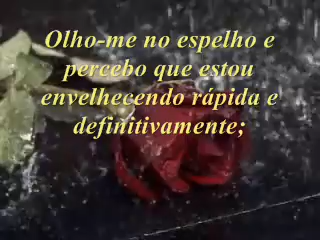 Olho-me no espelho e
percebo que estou
envelhecendo rápida e
definitivamente;